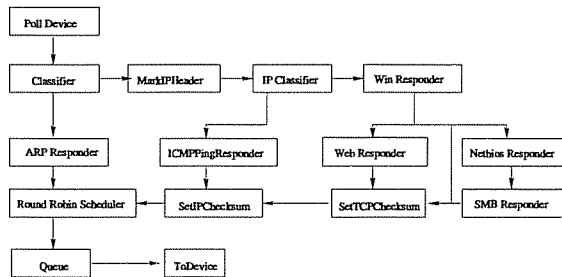 Poll Device
Classifier
MarkIPHeader
IP Classifier
Win Responder
ARP Responder
ICMPPingResponder
Web Responder
Netbios Responder
Round Robin Scheduler
SetIPChecksum
SetTCPChecksum
SMB Responder
Queue
ToDevice